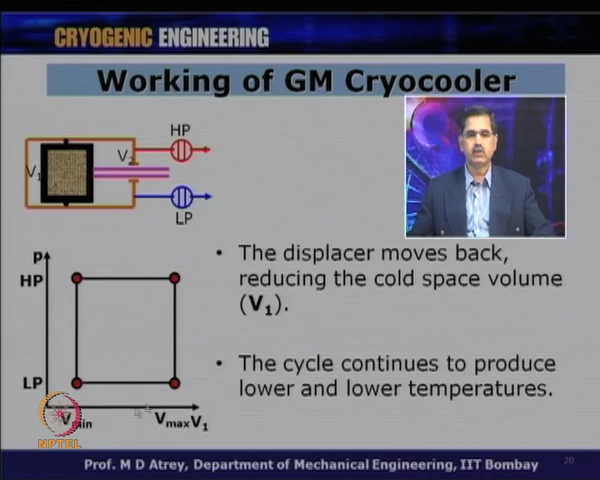 CRYOGENIC ENGINEERING
Working of GM Cryocooler
HP
V₁
V₂
LP
p
HP
LP
Vmin
Vmax V₁
• The displacer moves back,
reducing the cold space volume
(V₁).
• The cycle continues to produce
lower and lower temperatures.
NPTEL
Prof. M D Atrey, Department of Mechanical Engineering, IIT Bombay
20